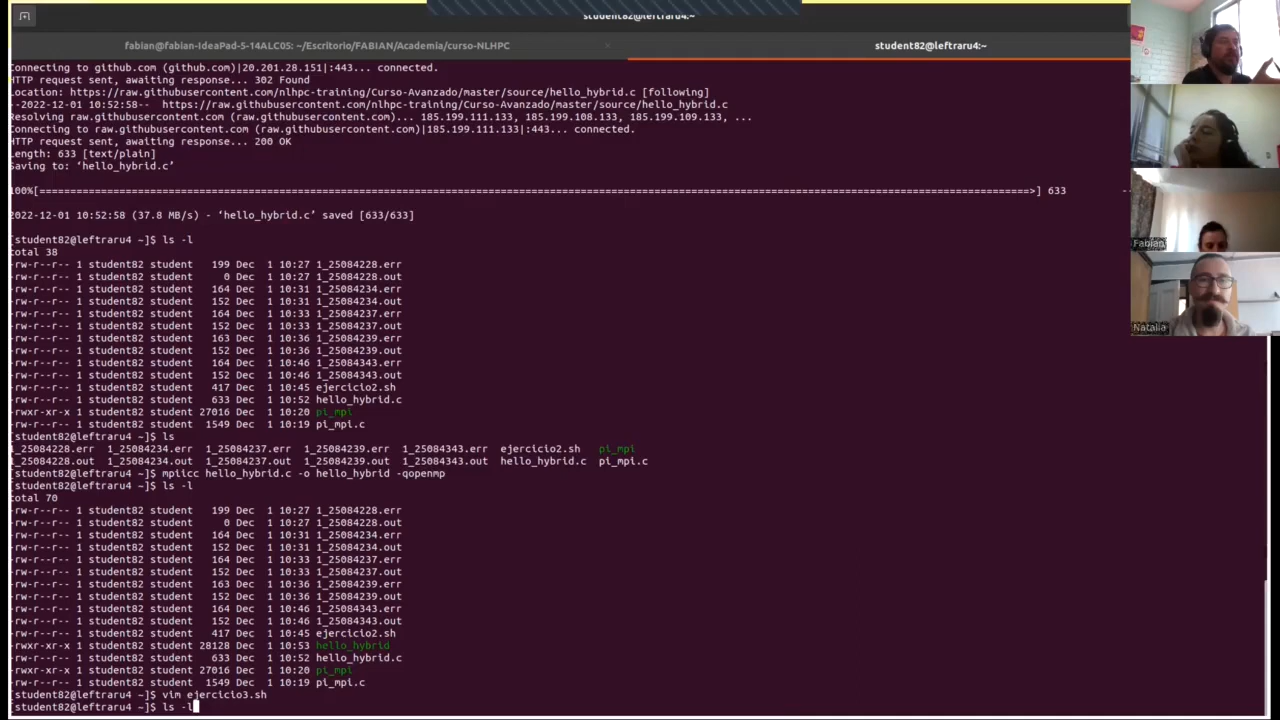 student82@leftraru4:~
fabian@fabian-IdeaPad-5-14ALC05: ~/Escritorio/FABIAN/Academia/curso-NLHPC × student82@leftraru4:~
Connecting to github.com (github.com)|20.201.28.151|:443... connected.
HTTP request sent, awaiting response... 302 Found
Location: https://raw.githubusercontent.com/nlhpc-training/Curso-Avanzado/master/source/hello_hybrid.c [following]
--2022-12-01 10:52:58-- https://raw.githubusercontent.com/nlhpc-training/Curso-Avanzado/master/source/hello_hybrid.c
Resolving raw.githubusercontent.com (raw.githubusercontent.com)... 185.199.111.133, 185.199.108.133, 185.199.109.133, ...
Connecting to raw.githubusercontent.com (raw.githubusercontent.com)|185.199.111.133|:443... connected.
HTTP request sent, awaiting response... 200 OK
Length: 633 [text/plain]
Saving to: ‘hello_hybrid.c’
100%[=====================================================================================================================================================================>] 633 --
2022-12-01 10:52:58 (37.8 MB/s) - ‘hello_hybrid.c’ saved [633/633]
[student82@leftraru4 ~]$ ls -l
total 38
-rw-r--r-- 1 student82 student 199 Dec 1 10:27 1_25084228.err
-rw-r--r-- 1 student82 student 0 Dec 1 10:27 1_25084228.out
-rw-r--r-- 1 student82 student 164 Dec 1 10:31 1_25084234.err
-rw-r--r-- 1 student82 student 152 Dec 1 10:31 1_25084234.out
-rw-r--r-- 1 student82 student 164 Dec 1 10:33 1_25084237.err
-rw-r--r-- 1 student82 student 152 Dec 1 10:33 1_25084237.out
-rw-r--r-- 1 student82 student 163 Dec 1 10:36 1_25084239.err
-rw-r--r-- 1 student82 student 152 Dec 1 10:36 1_25084239.out
-rw-r--r-- 1 student82 student 164 Dec 1 10:46 1_25084343.err
-rw-r--r-- 1 student82 student 152 Dec 1 10:46 1_25084343.out
-rw-r--r-- 1 student82 student 417 Dec 1 10:45 ejercicio2.sh
-rw-r--r-- 1 student82 student 633 Dec 1 10:52 hello_hybrid.c
-rwxr-xr-x 1 student82 student 27016 Dec 1 10:20 pi_mpi
-rw-r--r-- 1 student82 student 1549 Dec 1 10:19 pi_mpi.c
[student82@leftraru4 ~]$ ls
1_25084228.err 1_25084234.err 1_25084237.err 1_25084239.err 1_25084343.err ejercicio2.sh pi_mpi
1_25084228.out 1_25084234.out 1_25084237.out 1_25084239.out 1_25084343.out hello_hybrid.c pi_mpi.c
[student82@leftraru4 ~]$ mpiicc hello_hybrid.c -o hello_hybrid -qopenmp
[student82@leftraru4 ~]$ ls -l
total 70
-rw-r--r-- 1 student82 student 199 Dec 1 10:27 1_25084228.err
-rw-r--r-- 1 student82 student 0 Dec 1 10:27 1_25084228.out
-rw-r--r-- 1 student82 student 164 Dec 1 10:31 1_25084234.err
-rw-r--r-- 1 student82 student 152 Dec 1 10:31 1_25084234.out
-rw-r--r-- 1 student82 student 164 Dec 1 10:33 1_25084237.err
-rw-r--r-- 1 student82 student 152 Dec 1 10:33 1_25084237.out
-rw-r--r-- 1 student82 student 163 Dec 1 10:36 1_25084239.err
-rw-r--r-- 1 student82 student 152 Dec 1 10:36 1_25084239.out
-rw-r--r-- 1 student82 student 164 Dec 1 10:46 1_25084343.err
-rw-r--r-- 1 student82 student 152 Dec 1 10:46 1_25084343.out
-rw-r--r-- 1 student82 student 417 Dec 1 10:45 ejercicio2.sh
-rwxr-xr-x 1 student82 student 28128 Dec 1 10:53 hello_hybrid
-rw-r--r-- 1 student82 student 633 Dec 1 10:52 hello_hybrid.c
-rwxr-xr-x 1 student82 student 27016 Dec 1 10:20 pi_mpi
-rw-r--r-- 1 student82 student 1549 Dec 1 10:19 pi_mpi.c
[student82@leftraru4 ~]$ vim ejercicio3.sh
[student82@leftraru4 ~]$ ls -l
Fabian
Natalia